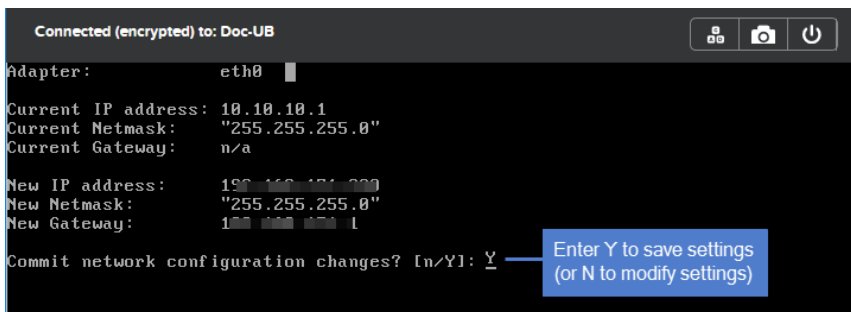 Connected (encrypted) to: Doc-UB
Adapter: eth0
Current IP address: 10.10.10.1
Current Netmask: "255.255.255.0"
Current Gateway: n/a
New IP address:
New Netmask: "255.255.255.0"
New Gateway:
Commit network configuration changes? [n/Y]: Y
Enter Y to save settings
(or N to modify settings)